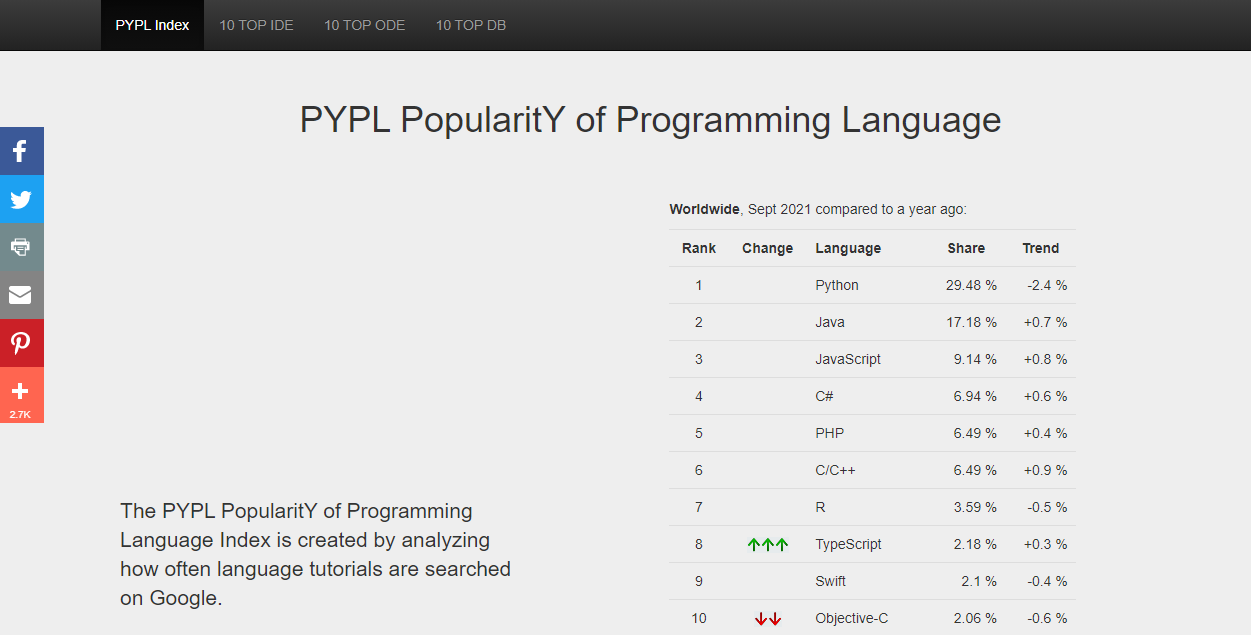 PYPL Index 10 TOP IDE 10 TOP ODE 10 TOP DB
PYPL PopularitY of Programming Language
Worldwide, Sept 2021 compared to a year ago:
Rank Change Language Share Trend
1 Python 29.48 % -2.4 %
2 Java 17.18 % +0.7 %
3 JavaScript 9.14 % +0.8 %
4 C# 6.94 % +0.6 %
5 PHP 6.49 % +0.4 %
6 C/C++ 6.49 % +0.9 %
7 R 3.59 % -0.5 %
8 ↑↑↑ TypeScript 2.18 % +0.3 %
9 Swift 2.1 % -0.4 %
10 ↓↓ Objective-C 2.06 % -0.6 %
2.7K
The PYPL PopularitY of Programming
Language Index is created by analyzing
how often language tutorials are searched
on Google.